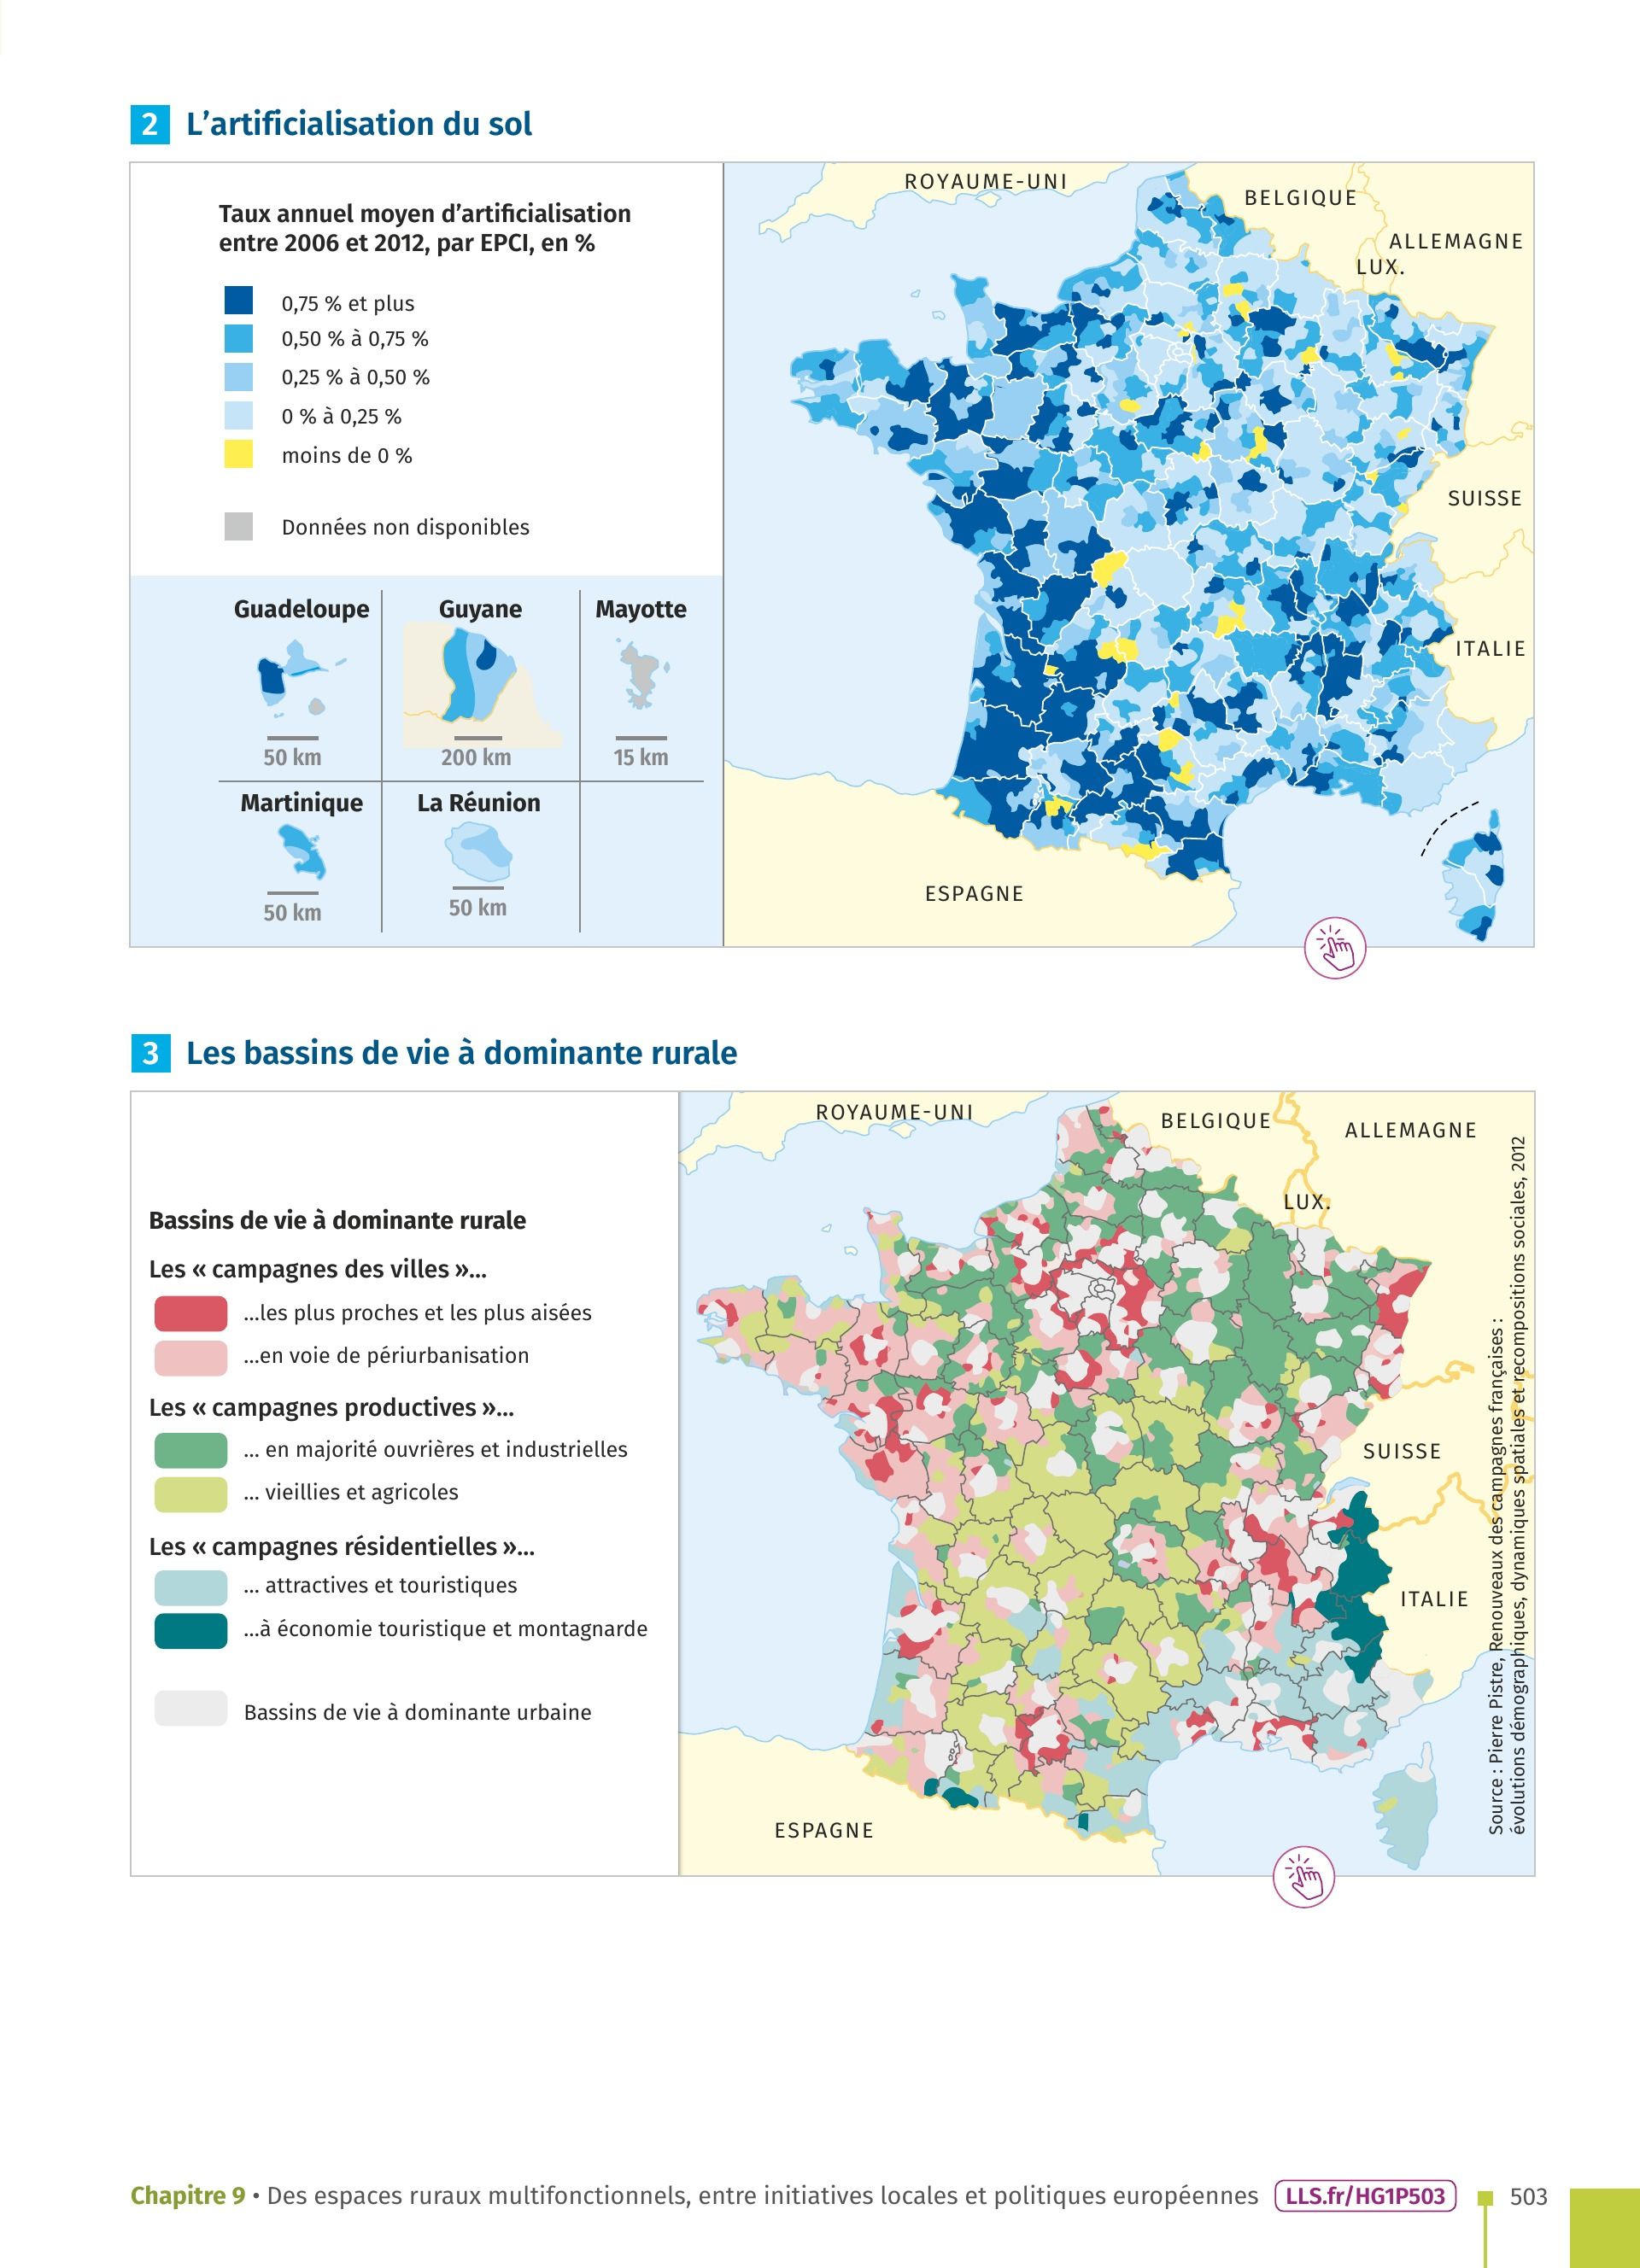 2 L’artificialisation du sol
Taux annuel moyen d’artificialisation
entre 2006 et 2012, par EPCI, en %
0,75 % et plus
0,50 % à 0,75 %
0,25 % à 0,50 %
0 % à 0,25 %
moins de 0 %
Données non disponibles
Guadeloupe
50 km
Guyane
200 km
Mayotte
15 km
Martinique
50 km
La Réunion
50 km
ROYAUME-UNI
BELGIQUE
ALLEMAGNE
LUX.
SUISSE
ITALIE
ESPAGNE
3 Les bassins de vie à dominante rurale
Bassins de vie à dominante rurale
Les « campagnes des villes »...
...les plus proches et les plus aisées
...en voie de périurbanisation
Les « campagnes productives »...
... en majorité ouvrières et industrielles
... vieillies et agricoles
Les « campagnes résidentielles »...
... attractives et touristiques
...à économie touristique et montagnarde
Bassins de vie à dominante urbaine
ROYAUME-UNI
BELGIQUE
ALLEMAGNE
LUX.
SUISSE
ITALIE
ESPAGNE
Source : Pierre Pistre, Renouveaux des campagnes françaises :
évolutions démographiques, dynamiques spatiales et recompositions sociales, 2012
Chapitre 9 • Des espaces ruraux multifonctionnels, entre initiatives locales et politiques européennes LLS.fr/HG1P503 503